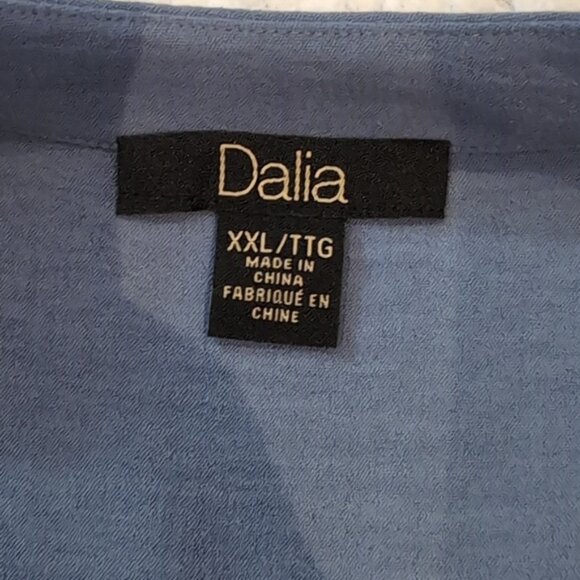 Dalia
XXL/TTG
MADE IN
CHINA
FABRIQUÉ EN
CHINE